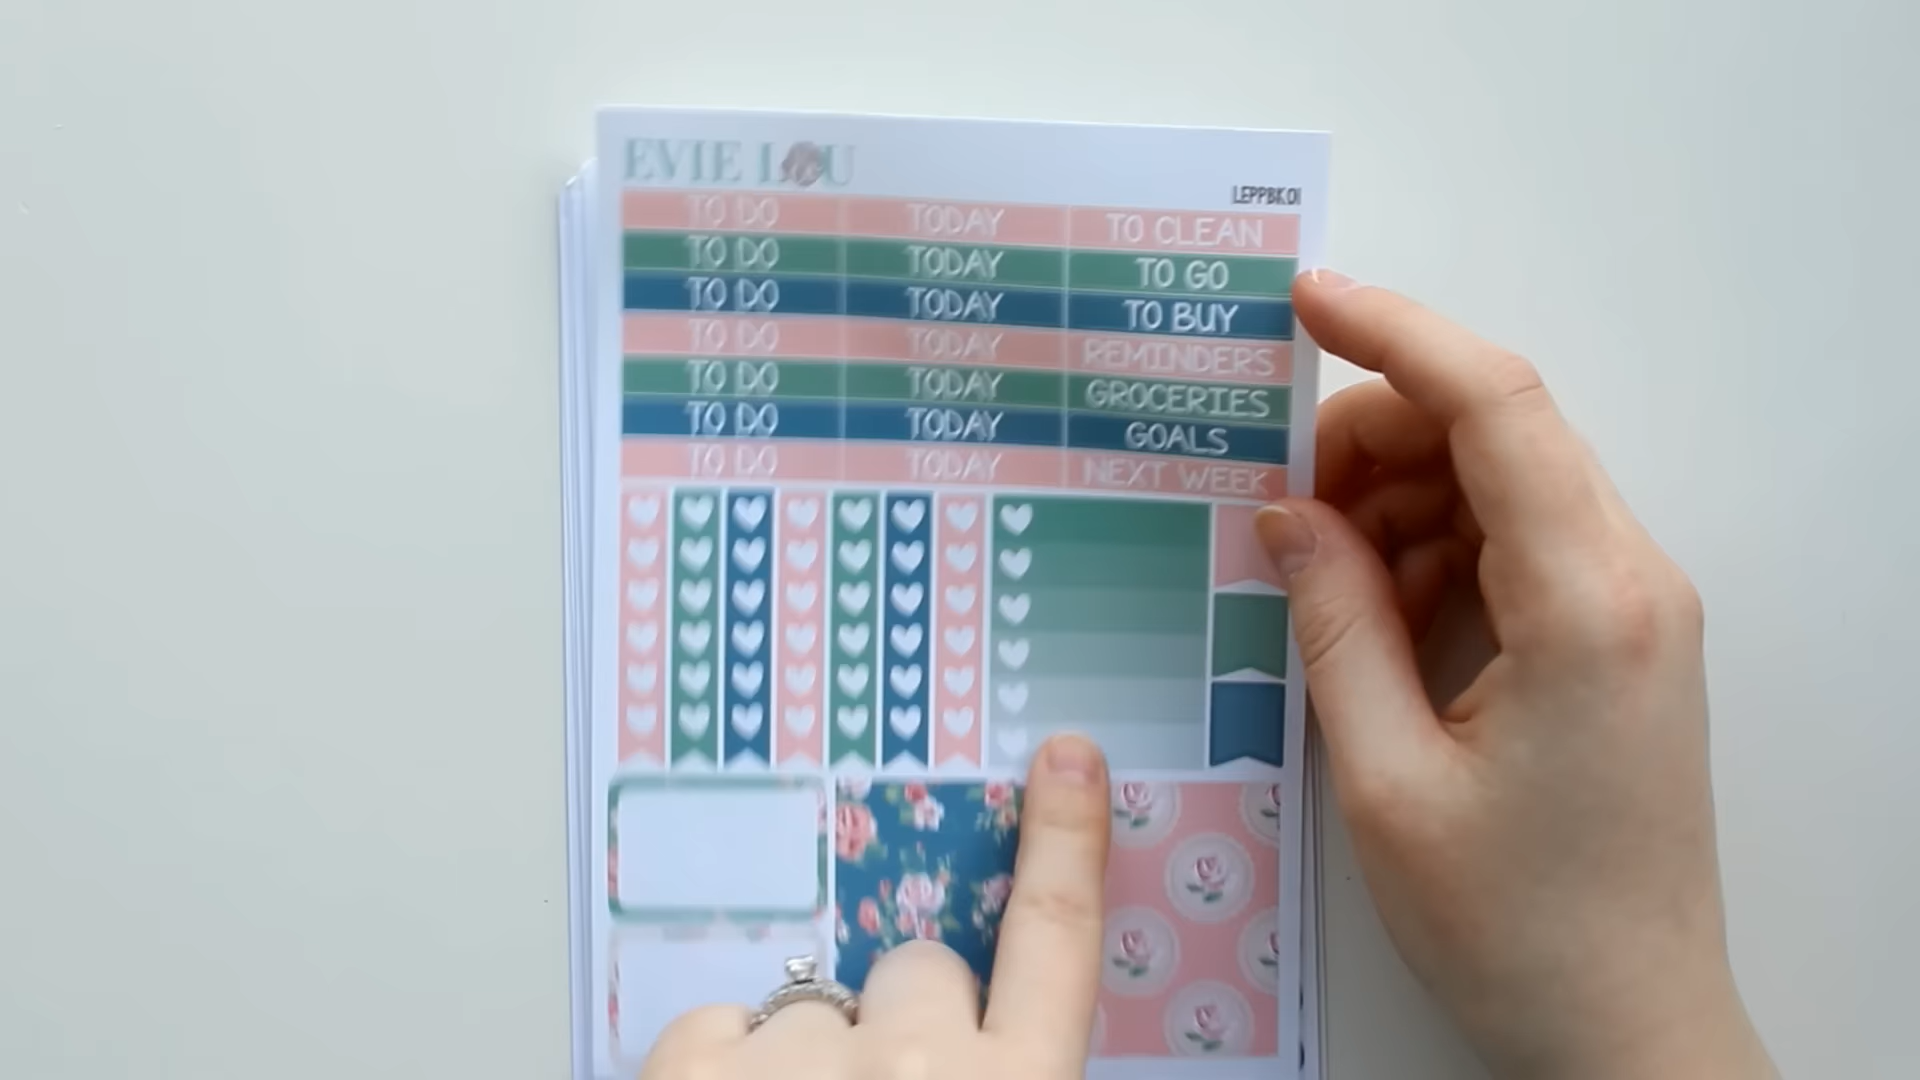 EVIE LOU
LEPPBK01
TO DO TODAY TO CLEAN
TO DO TODAY TO GO
TO DO TODAY TO BUY
TO DO TODAY REMINDERS
TO DO TODAY GROCERIES
TO DO TODAY GOALS
TO DO TODAY NEXT WEEK